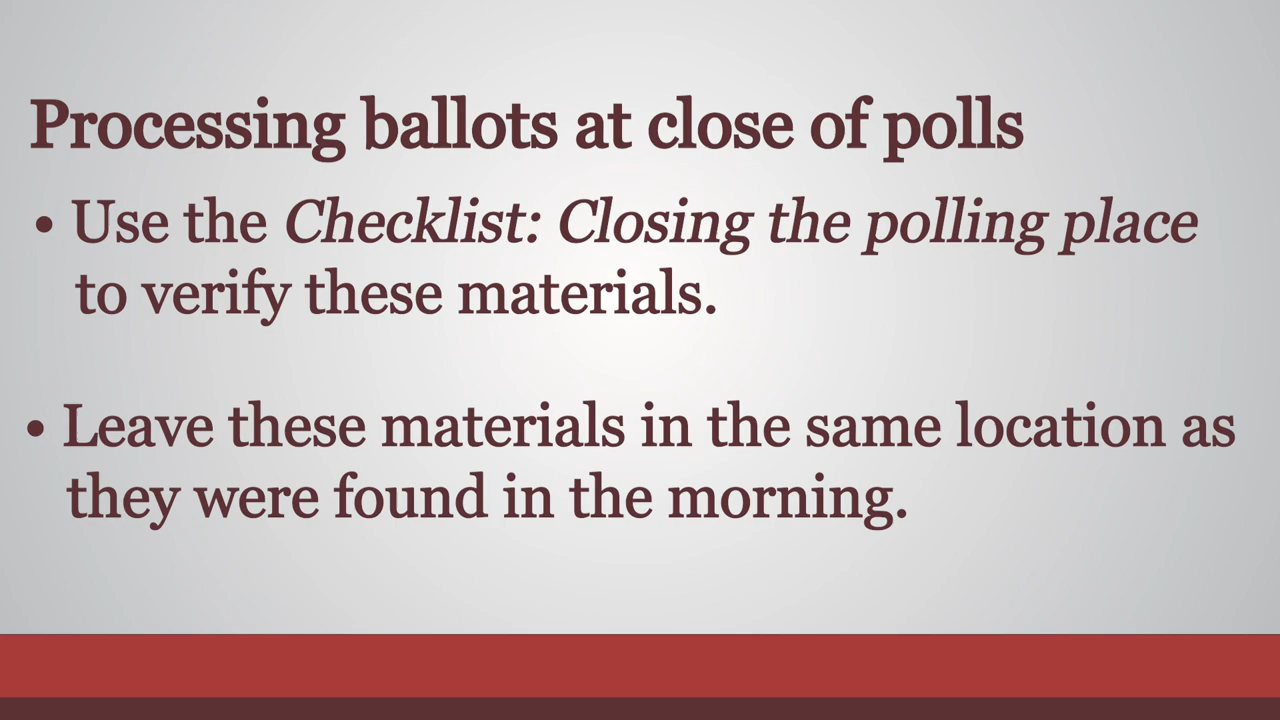 Processing ballots at close of polls
• Use the Checklist: Closing the polling place
to verify these materials.
• Leave these materials in the same location as
they were found in the morning.